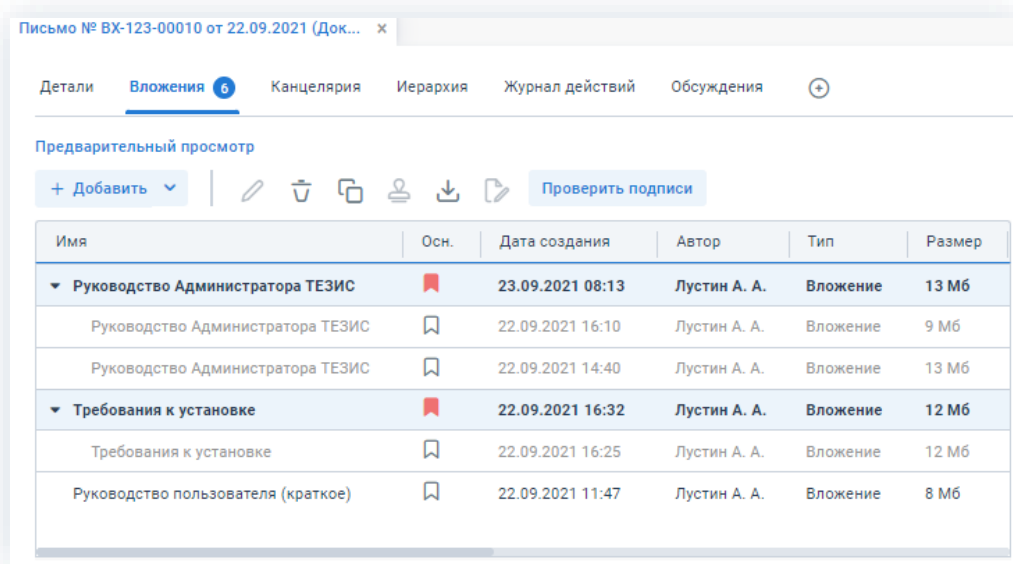 Письмо № ВХ-123-00010 от 22.09.2021 (Док... ×
Детали Вложения 6 Канцелярия Иерархия Журнал действий Обсуждения
Предварительный просмотр
+ Добавить Проверить подписи
Имя Осн. Дата создания Автор Тип Размер
Руководство Администратора ТЕЗИС 23.09.2021 08:13 Лустин А. А. Вложение 13 Мб
Руководство Администратора ТЕЗИС 22.09.2021 16:10 Лустин А. А. Вложение 9 Мб
Руководство Администратора ТЕЗИС 22.09.2021 14:40 Лустин А. А. Вложение 13 Мб
Требования к установке 22.09.2021 16:32 Лустин А. А. Вложение 12 Мб
Требования к установке 22.09.2021 16:25 Лустин А. А. Вложение 12 Мб
Руководство пользователя (краткое) 22.09.2021 11:47 Лустин А. А. Вложение 8 Мб